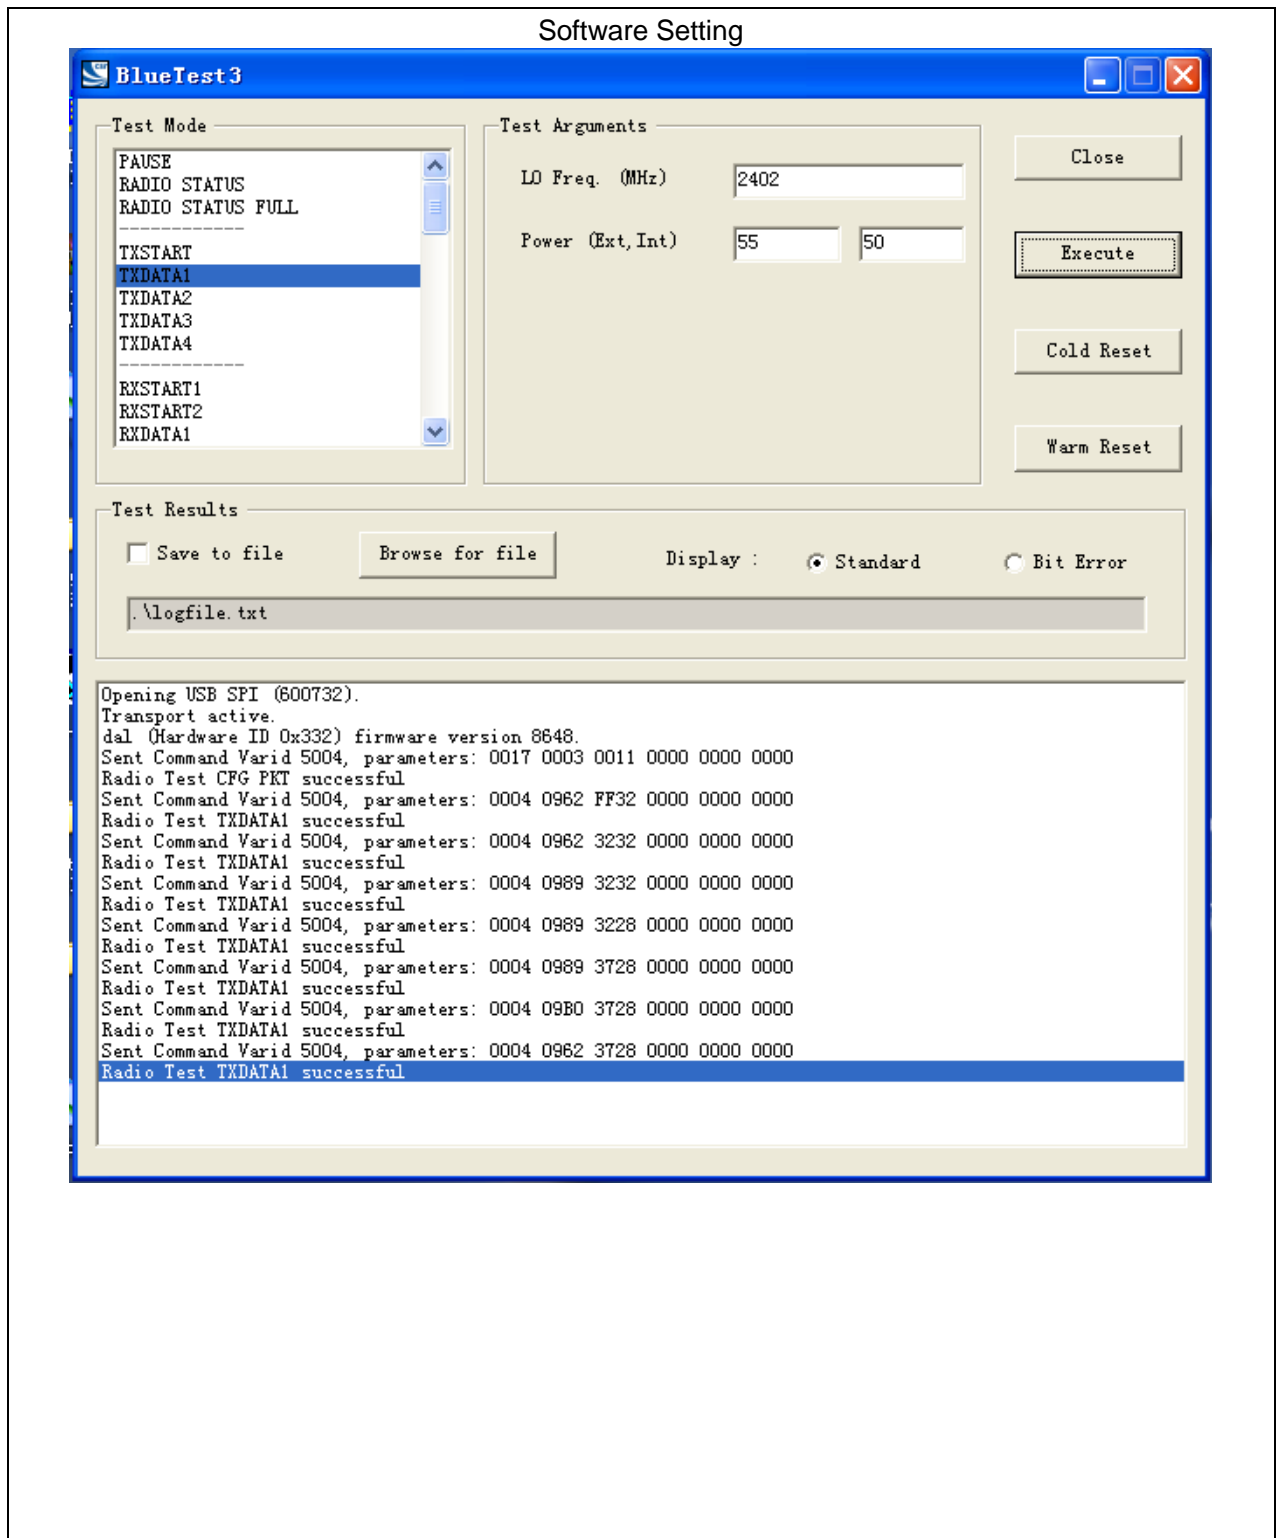 Software Setting
BlueTest3
Test Mode
PAUSE
RADIO STATUS
RADIO STATUS FULL
------------
TXSTART
TXDATA1
TXDATA2
TXDATA3
TXDATA4
------------
RXSTART1
RXSTART2
RXDATA1
Test Arguments
LO Freq. (MHz) 2402
Power (Ext,Int) 55 50
Close
Execute
Cold Reset
Warm Reset
Test Results
Save to file Browse for file Display : Standard Bit Error
.\logfile.txt
Opening USB SPI (600732).
Transport active.
dal (Hardware ID 0x332) firmware version 8648.
Sent Command Varid 5004, parameters: 0017 0003 0011 0000 0000 0000
Radio Test CFG PKT successful
Sent Command Varid 5004, parameters: 0004 0962 FF32 0000 0000 0000
Radio Test TXDATA1 successful
Sent Command Varid 5004, parameters: 0004 0962 3232 0000 0000 0000
Radio Test TXDATA1 successful
Sent Command Varid 5004, parameters: 0004 0989 3232 0000 0000 0000
Radio Test TXDATA1 successful
Sent Command Varid 5004, parameters: 0004 0989 3228 0000 0000 0000
Radio Test TXDATA1 successful
Sent Command Varid 5004, parameters: 0004 0989 3728 0000 0000 0000
Radio Test TXDATA1 successful
Sent Command Varid 5004, parameters: 0004 09B0 3728 0000 0000 0000
Radio Test TXDATA1 successful
Sent Command Varid 5004, parameters: 0004 0962 3728 0000 0000 0000
Radio Test TXDATA1 successful